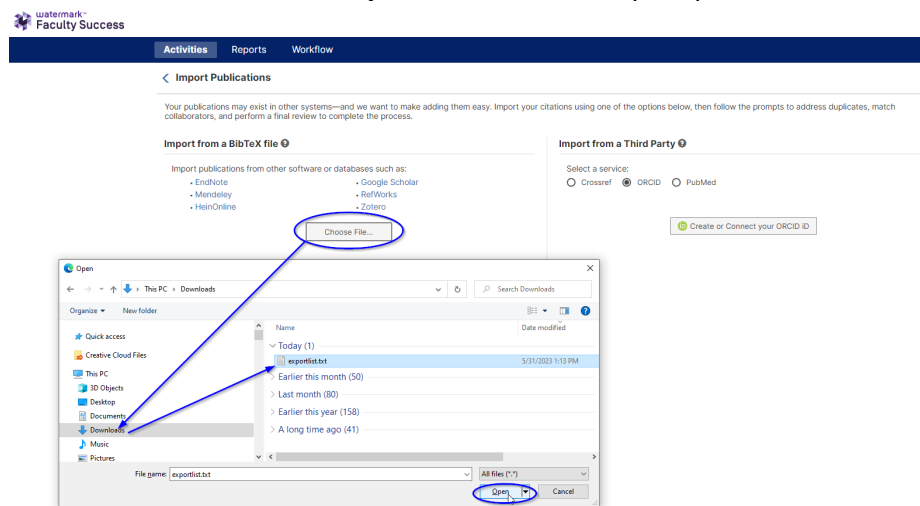 watermark™
Faculty Success
Activities Reports Workflow
Import Publications
Your publications may exist in other systems—and we want to make adding them easy. Import your citations using one of the options below, then follow the prompts to address duplicates, match
collaborators, and perform a final review to complete the process.
Import from a BibTeX file
Import from a Third Party
Import publications from other software or databases such as:
• EndNote
• Mendeley
• HeinOnline
• Google Scholar
• RefWorks
• Zotero
Choose File...
Select a service:
Crossref ORCID PubMed
iD Create or Connect your ORCID iD
Open
This PC > Downloads
Search Downloads
Organize New folder
Quick access
Creative Cloud Files
This PC
3D Objects
Desktop
Documents
Downloads
Music
Pictures
Name Date modified
Today (1)
exportlist.txt 5/31/2023 1:13 PM
Earlier this month (50)
Last month (80)
Earlier this year (158)
A long time ago (41)
File name: exportlist.txt
All files (*.*)
Open Cancel